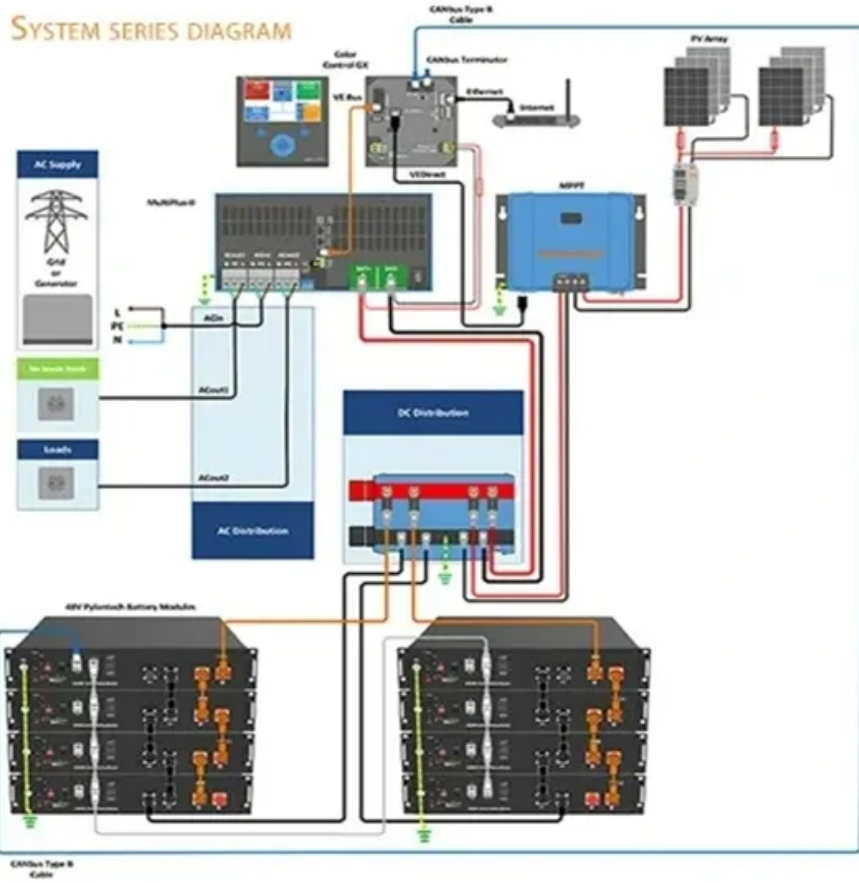 SYSTEM SERIES DIAGRAM
CANbus Type B
Cable
Color
Control GX
CANbus Terminator
PV Array
VE Bus
Ethernet
Internet
VEDirect
AC Supply
MultiPlus-II
MPPT
Grid
or
Generator
L
PE
N
ACin
ACout1
Loads
ACout2
DC Distribution
AC Distribution
48V Pylontech Battery Modules
CANbus Type B
Cable